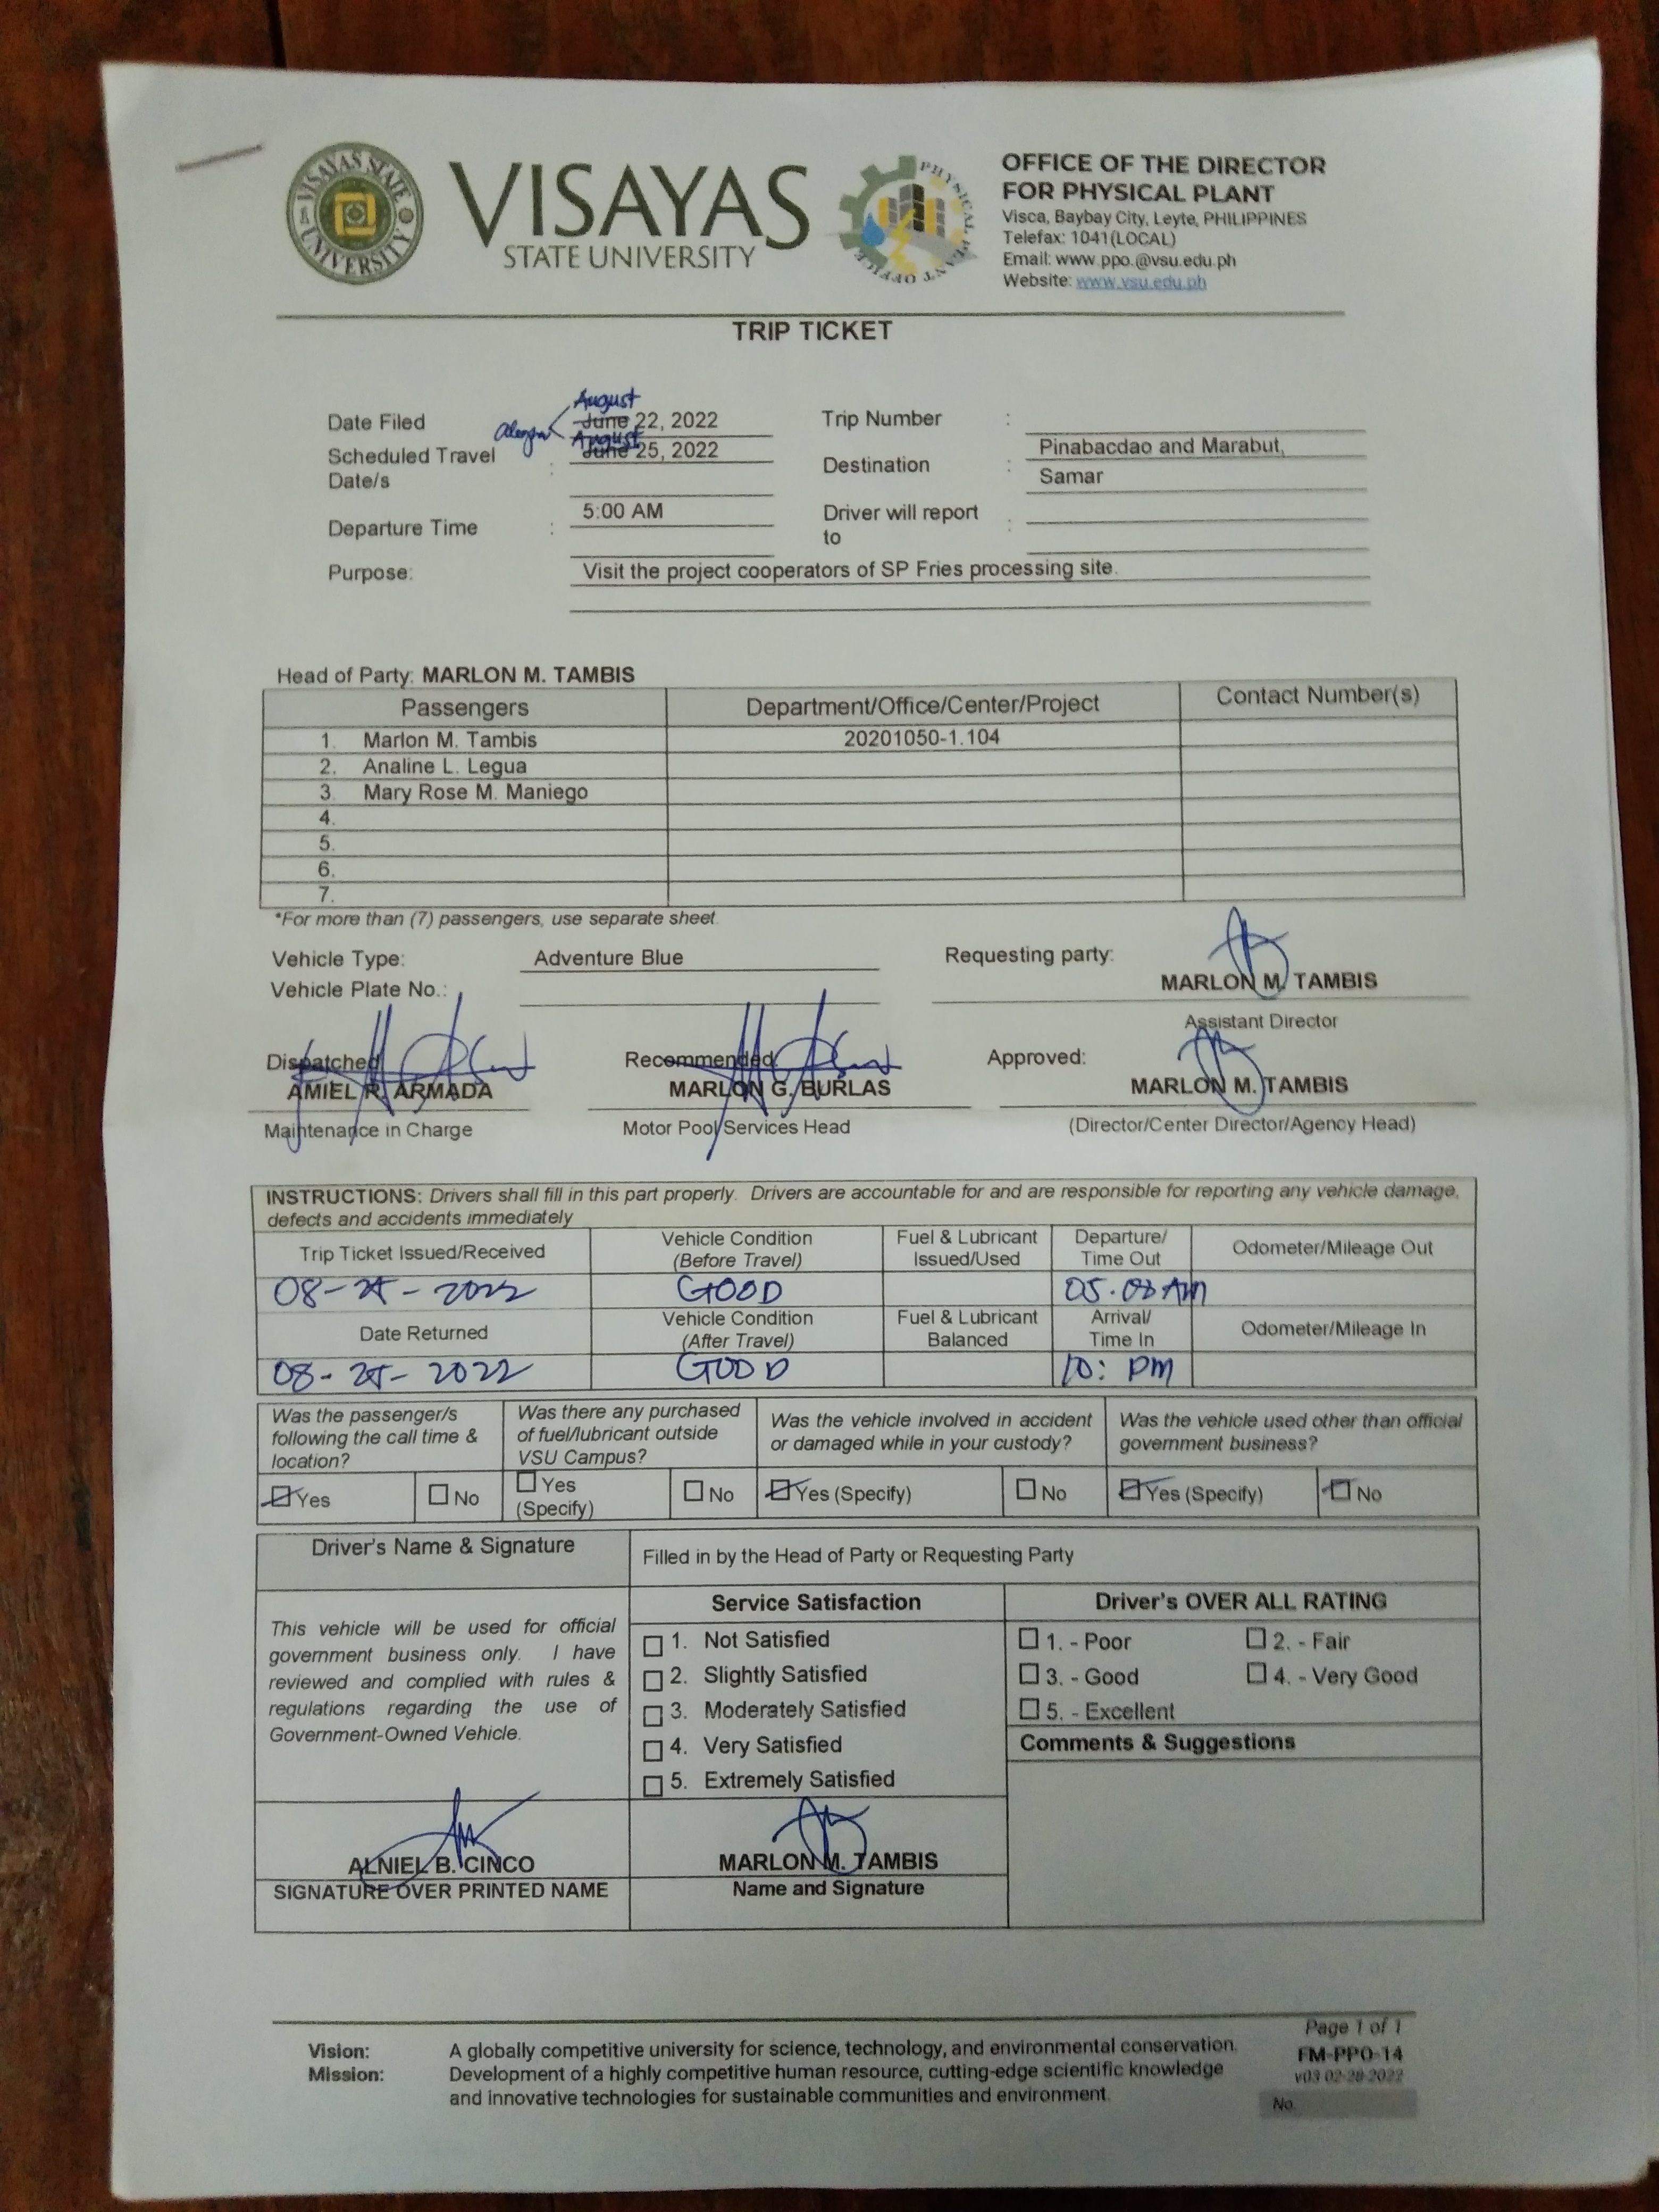 VISAYAS STATE UNIVERSITY
PHYSICAL PLANT OFFICE
VISAYAS
STATE UNIVERSITY
OFFICE OF THE DIRECTOR
FOR PHYSICAL PLANT
Visca, Baybay City, Leyte, PHILIPPINES
Telefax: 1041(LOCAL)
Email: www.ppo.@vsu.edu.ph
Website: www.vsu.edu.ph
TRIP TICKET
August
Date Filed June 22, 2022 Trip Number :
August
Scheduled Travel Date/s : June 25, 2022
Destination : Pinabacdao and Marabut,
Samar
Departure Time : 5:00 AM
Driver will report to :
Purpose: Visit the project cooperators of SP Fries processing site.
Head of Party: MARLON M. TAMBIS
Passengers Department/Office/Center/Project Contact Number(s)
1. Marlon M. Tambis 20201050-1.104
2. Analine L. Legua
3. Mary Rose M. Maniego
4.
5.
6.
7.
*For more than (7) passengers, use separate sheet.
Vehicle Type: Adventure Blue Requesting party:
MARLON M. TAMBIS
Vehicle Plate No.:
Assistant Director
Dispatched Recommended Approved:
AMIEL R. ARMADA MARLON G. BURLAS MARLON M. TAMBIS
Maintenance in Charge Motor Pool Services Head (Director/Center Director/Agency Head)
INSTRUCTIONS: Drivers shall fill in this part properly. Drivers are accountable for and are responsible for reporting any vehicle damage,
defects and accidents immediately
Trip Ticket Issued/Received Vehicle Condition (Before Travel) Fuel & Lubricant Issued/Used Departure/ Time Out Odometer/Mileage Out
08-25-2022 GOOD 05:08 AM
Date Returned Vehicle Condition (After Travel) Fuel & Lubricant Balanced Arrival/ Time In Odometer/Mileage In
08-25-2022 GOOD 10: PM
Was the passenger/s following the call time & location?
Was there any purchased of fuel/lubricant outside VSU Campus?
Was the vehicle involved in accident or damaged while in your custody?
Was the vehicle used other than official government business?
Yes No Yes (Specify) No Yes (Specify) No Yes (Specify) No
Driver's Name & Signature
Filled in by the Head of Party or Requesting Party
This vehicle will be used for official
government business only. I have
reviewed and complied with rules &
regulations regarding the use of
Government-Owned Vehicle.
Service Satisfaction
1. Not Satisfied
2. Slightly Satisfied
3. Moderately Satisfied
4. Very Satisfied
5. Extremely Satisfied
Driver's OVER ALL RATING
1. - Poor 2. - Fair
3. - Good 4. - Very Good
5. - Excellent
Comments & Suggestions
ALNIEL B. CINCO MARLON M. TAMBIS
SIGNATURE OVER PRINTED NAME Name and Signature
Page 1 of 1
FM-PPO-14
v03 02-28-2022
No.
Vision: A globally competitive university for science, technology, and environmental conservation.
Mission: Development of a highly competitive human resource, cutting-edge scientific knowledge
and innovative technologies for sustainable communities and environment.